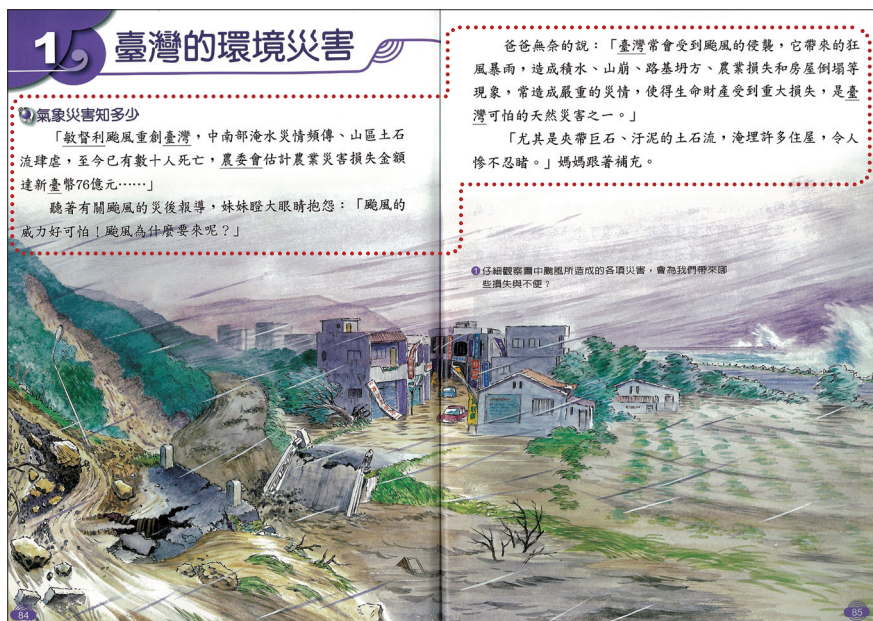 1
臺灣的環境災害
氣象災害知多少
「敏督利颱風重創臺灣，中南部淹水災情頻傳、山區土石
流肆虐，至今已有數十人死亡，農委會估計農業災害損失金額
達新臺幣76億元……」
聽著有關颱風的災後報導，妹妹瞪大眼睛抱怨：「颱風的
威力好可怕！颱風為什麼要來呢？」
爸爸無奈的說：「臺灣常會受到颱風的侵襲，它帶來的狂
風暴雨，造成積水、山崩、路基坍方、農業損失和房屋倒塌等
現象，常造成嚴重的災情，使得生命財產受到重大損失，是臺
灣可怕的天然災害之一。」
「尤其是夾帶巨石、汙泥的土石流，淹埋許多住屋，令人
慘不忍睹。」媽媽跟著補充。
1 仔細觀察圖中颱風所造成的各項災害，會為我們帶來哪
些損失與不便？
84
85